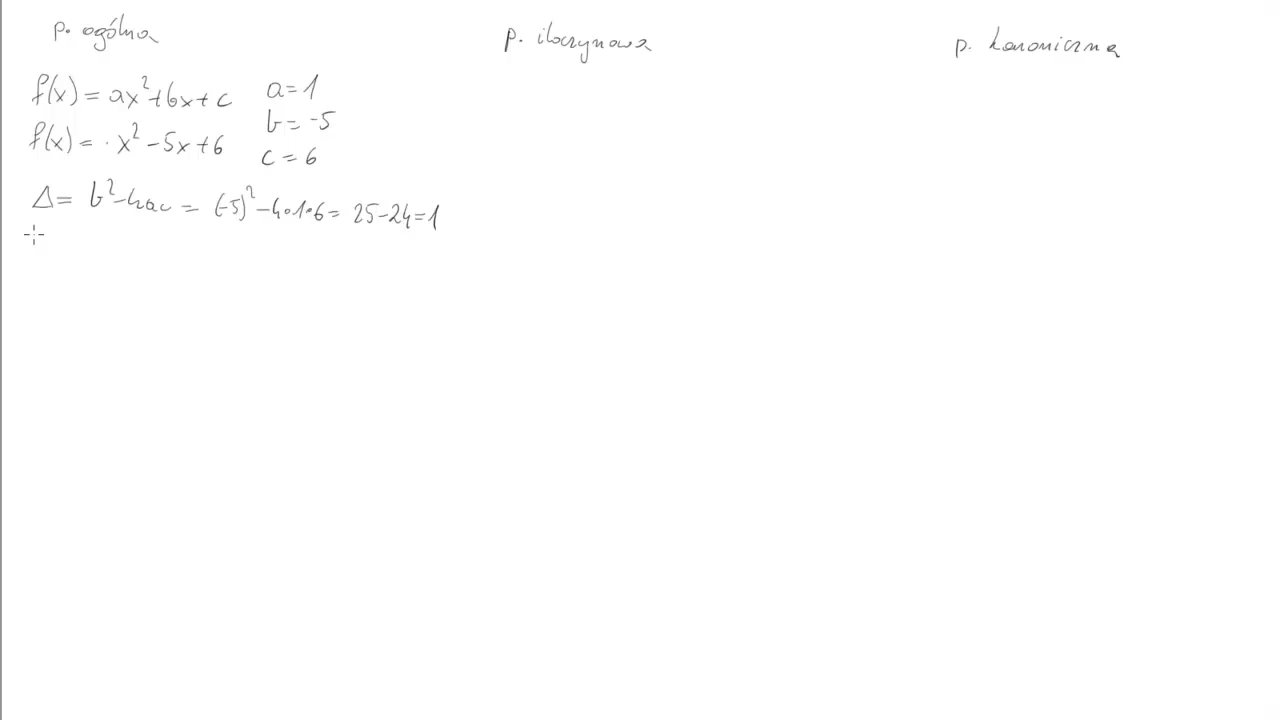 p. ogólna
p. iloczynowa
p. kanoniczna
f(x) = ax²+bx+c
a=1
b=-5
f(x) = x²-5x+6
c=6
Δ= b²-4ac = (-5)²-4·1·6= 25-24=1